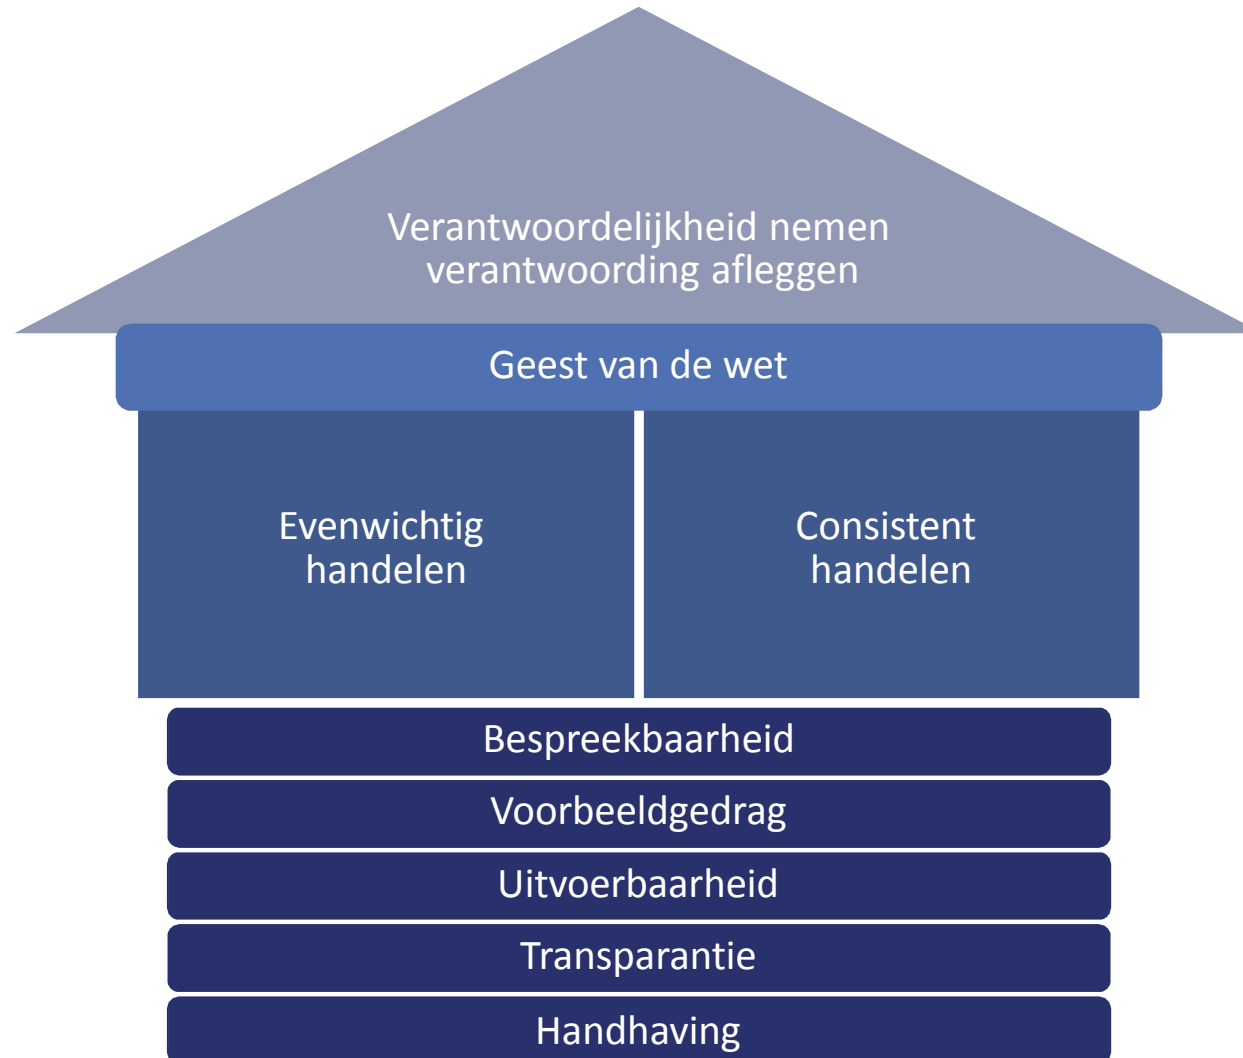 Verantwoordelijkheid nemen
verantwoording afleggen
Geest van de wet
Evenwichtig
handelen
Consistent
handelen
Bespreekbaarheid
Voorbeeldgedrag
Uitvoerbaarheid
Transparantie
Handhaving